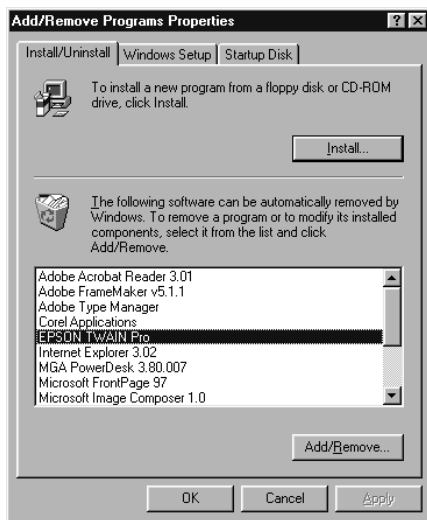 Add/Remove Programs Properties
Install/Uninstall Windows Setup Startup Disk
To install a new program from a floppy disk or CD-ROM
drive, click Install.
Install...
The following software can be automatically removed by
Windows. To remove a program or to modify its installed
components, select it from the list and click
Add/Remove.
Adobe Acrobat Reader 3.01
Adobe FrameMaker v5.1.1
Adobe Type Manager
Corel Applications
EPSON TWAIN Pro
Internet Explorer 3.02
MGA PowerDesk 3.80.007
Microsoft FrontPage 97
Microsoft Image Composer 1.0
Add/Remove...
OK Cancel Apply